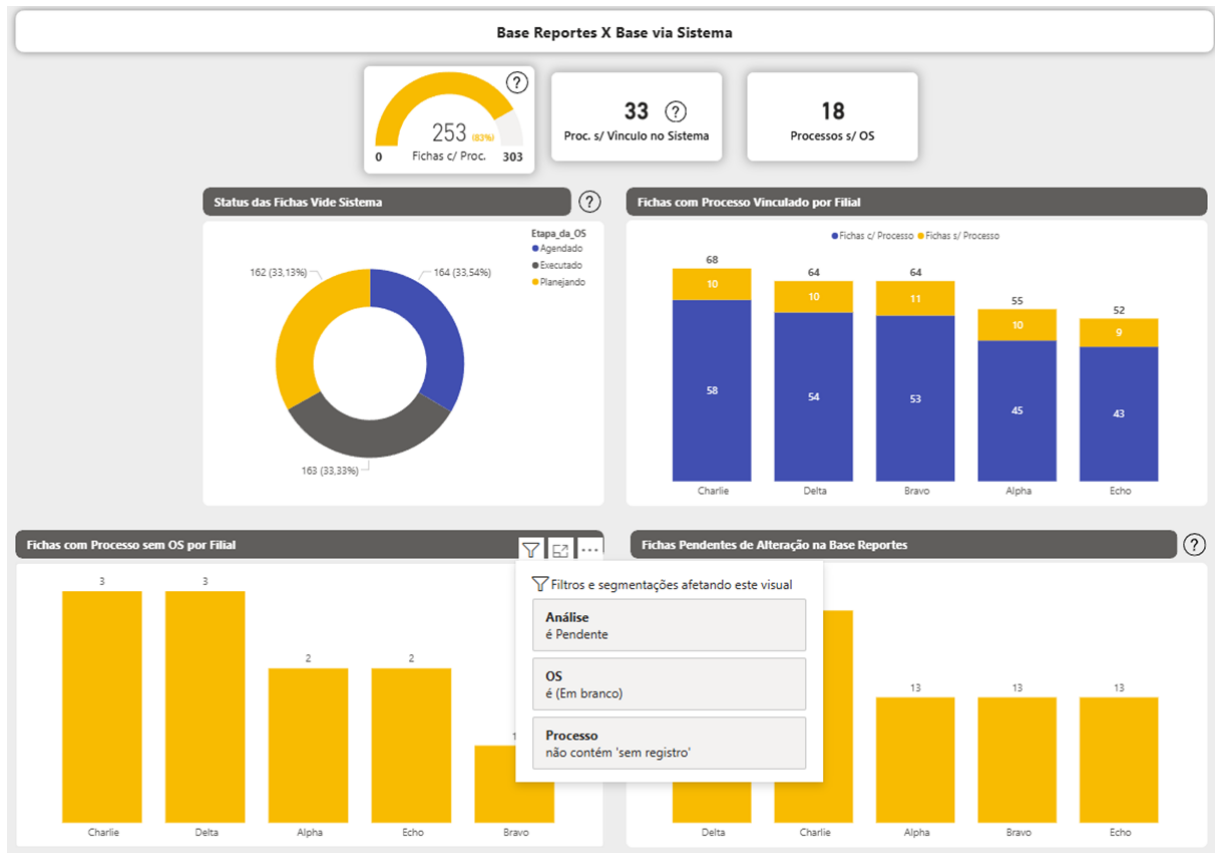 Base Reportes X Base via Sistema
?
253 (83%)
0 Fichas c/ Proc. 303
33 ?
Proc. s/ Vinculo no Sistema
18
Processos s/ OS
Status das Fichas Vide Sistema ?
Etapa_da_OS
Agendado
Executado
Planejando
162 (33,13%)
164 (33,54%)
163 (33,33%)
Fichas com Processo Vinculado por Filial
Fichas c/ Processo Fichas s/ Processo
68
64
64
55
52
10
10
11
10
9
58
54
53
45
43
Charlie
Delta
Bravo
Alpha
Echo
Fichas com Processo sem OS por Filial
3
3
2
2
Charlie
Delta
Alpha
Echo
Bravo
Filtros e segmentações afetando este visual
Análise
é Pendente
OS
é (Em branco)
Processo
não contém 'sem registro'
Fichas Pendentes de Alteração na Base Reportes ?
13
13
13
Delta
Charlie
Alpha
Bravo
Echo